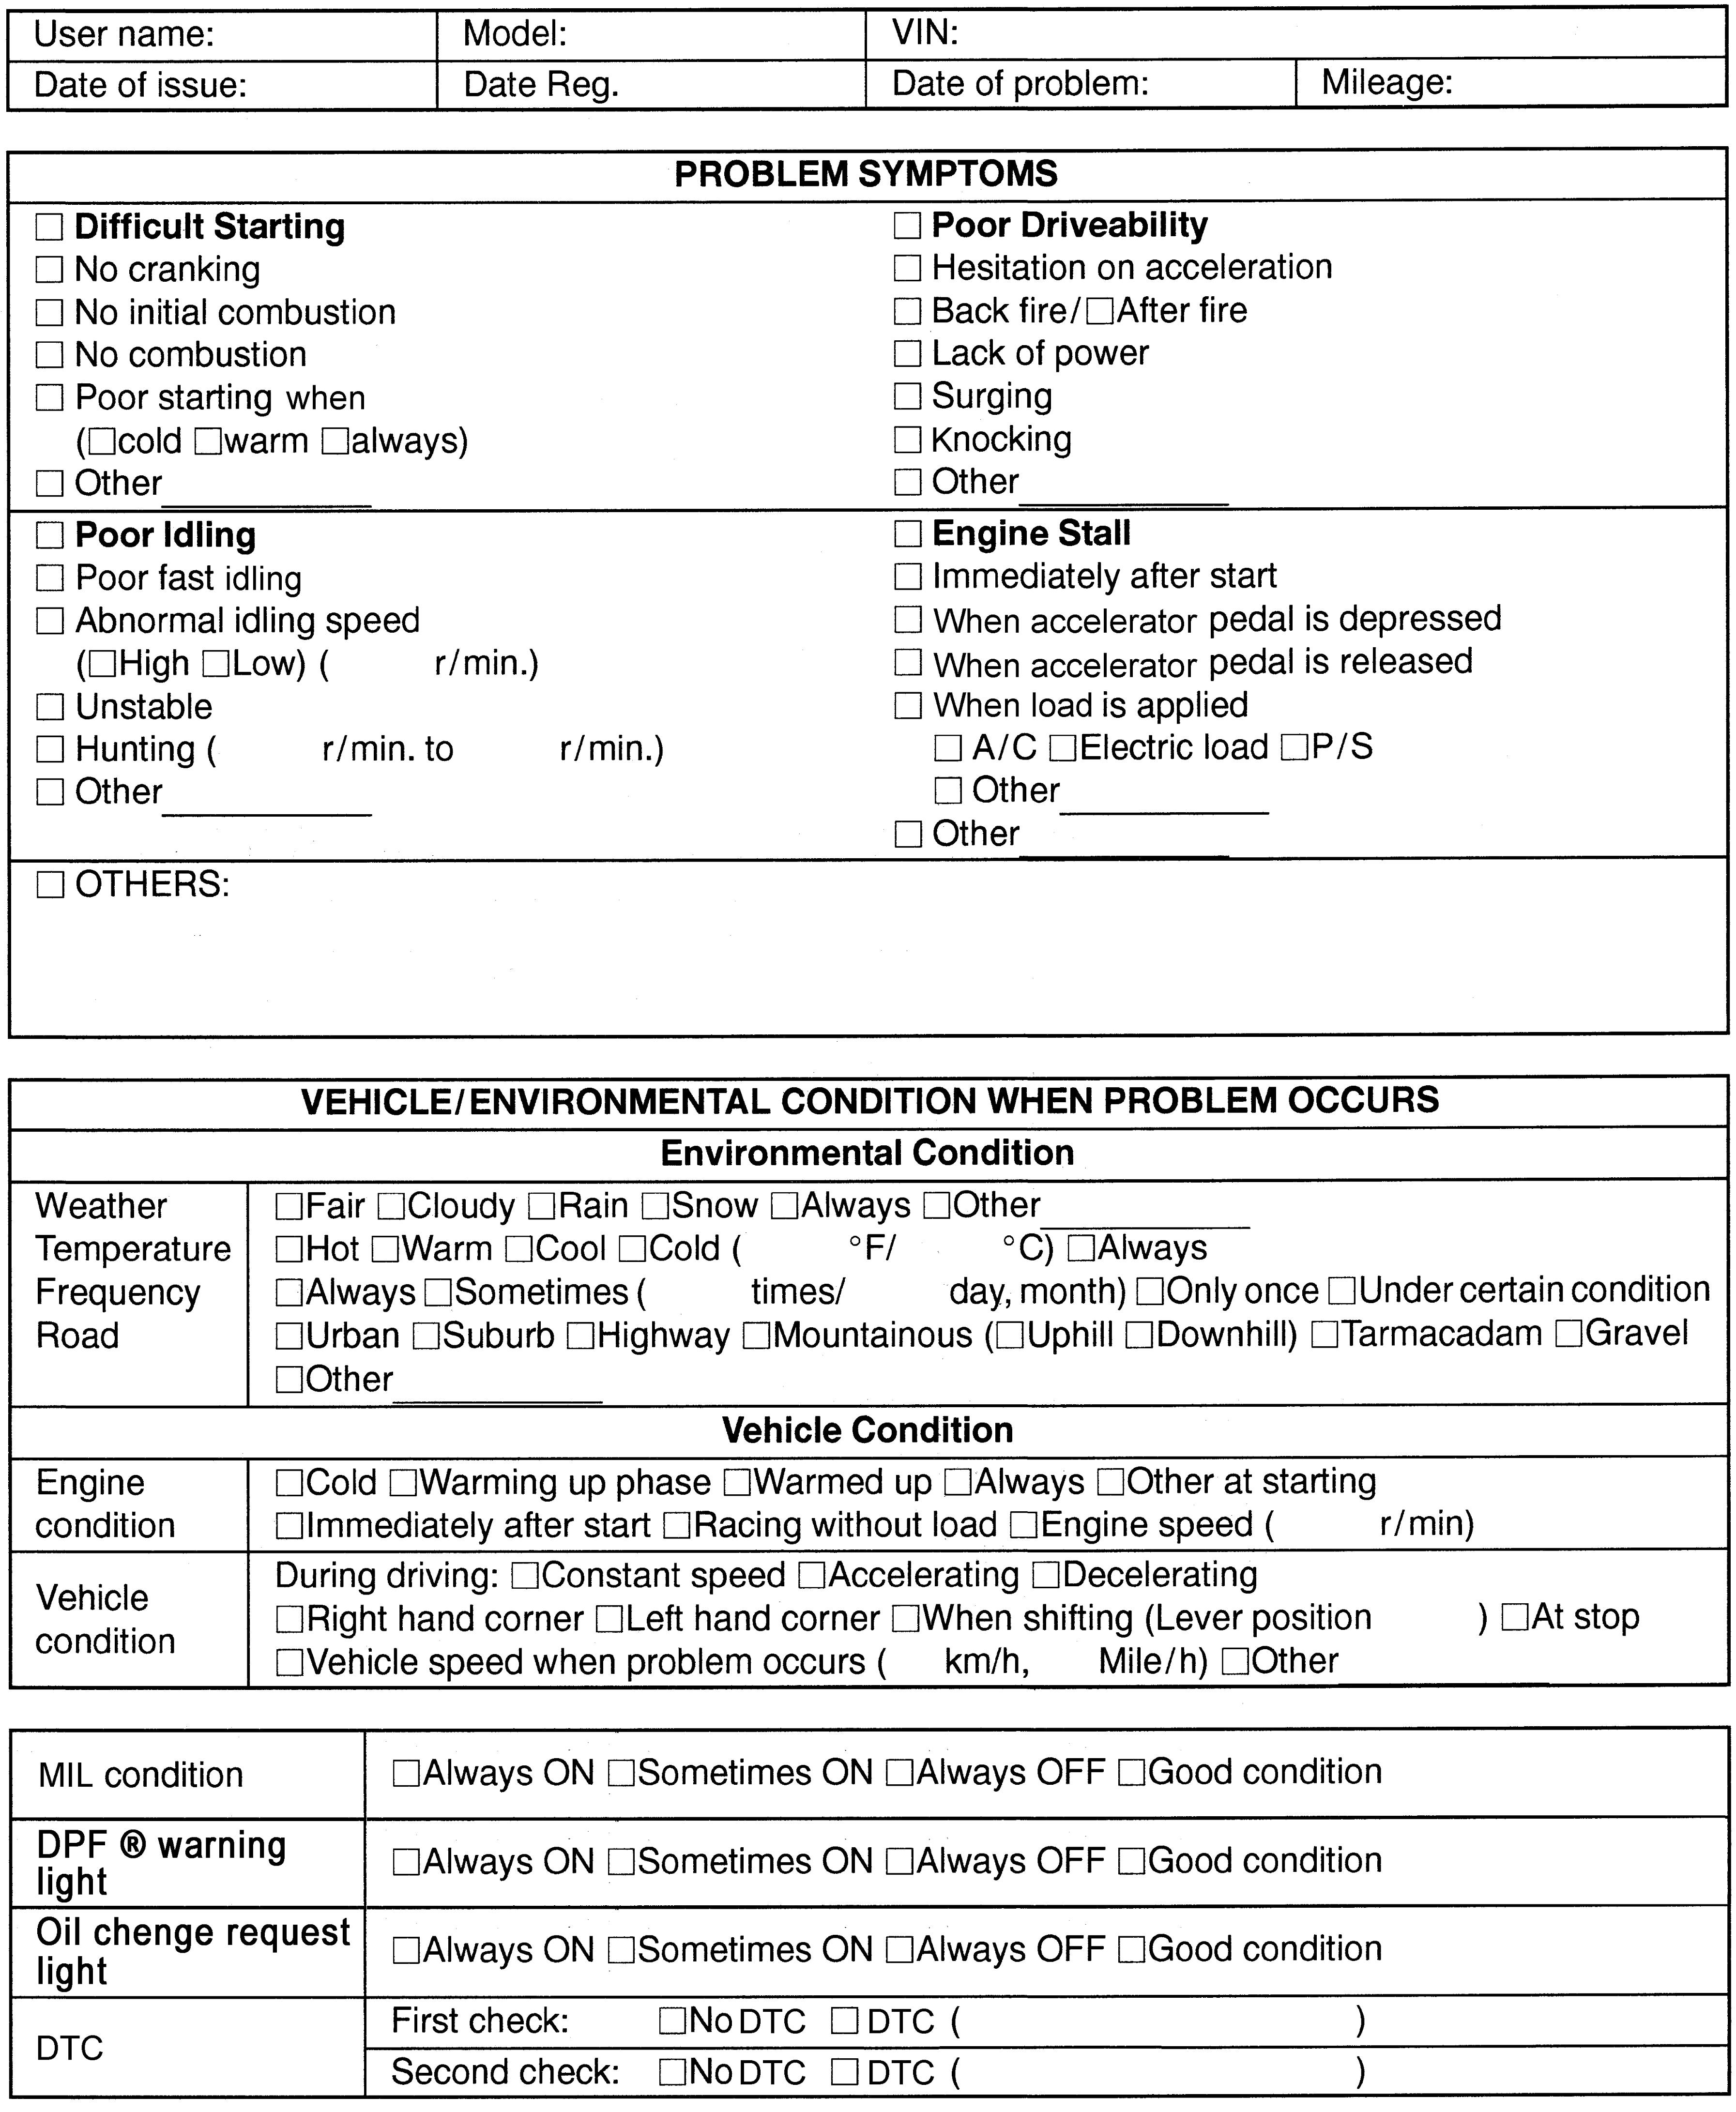 User name: Model: VIN:
Date of issue: Date Reg. Date of problem: Mileage:
PROBLEM SYMPTOMS
□ Difficult Starting
□ No cranking
□ No initial combustion
□ No combustion
□ Poor starting when
(□cold □warm □always)
□ Other
□ Poor Driveability
□ Hesitation on acceleration
□ Back fire/□After fire
□ Lack of power
□ Surging
□ Knocking
□ Other
□ Poor Idling
□ Poor fast idling
□ Abnormal idling speed
(□High □Low) ( r/min.)
□ Unstable
□ Hunting ( r/min. to r/min.)
□ Other
□ Engine Stall
□ Immediately after start
□ When accelerator pedal is depressed
□ When accelerator pedal is released
□ When load is applied
□ A/C □Electric load □P/S
□ Other
□ Other
□ OTHERS:
VEHICLE/ENVIRONMENTAL CONDITION WHEN PROBLEM OCCURS
Environmental Condition
Weather □Fair □Cloudy □Rain □Snow □Always □Other
Temperature □Hot □Warm □Cool □Cold ( °F/ °C) □Always
Frequency □Always □Sometimes ( times/ day, month) □Only once □Under certain condition
Road □Urban □Suburb □Highway □Mountainous (□Uphill □Downhill) □Tarmacadam □Gravel
□Other
Vehicle Condition
Engine condition
□Cold □Warming up phase □Warmed up □Always □Other at starting
□Immediately after start □Racing without load □Engine speed ( r/min)
Vehicle condition
During driving: □Constant speed □Accelerating □Decelerating
□Right hand corner □Left hand corner □When shifting (Lever position ) □At stop
□Vehicle speed when problem occurs ( km/h, Mile/h) □Other
MIL condition □Always ON □Sometimes ON □Always OFF □Good condition
DPF ® warning light
□Always ON □Sometimes ON □Always OFF □Good condition
Oil chenge request light
□Always ON □Sometimes ON □Always OFF □Good condition
DTC
First check: □No DTC □ DTC ( )
Second check: □No DTC □ DTC ( )